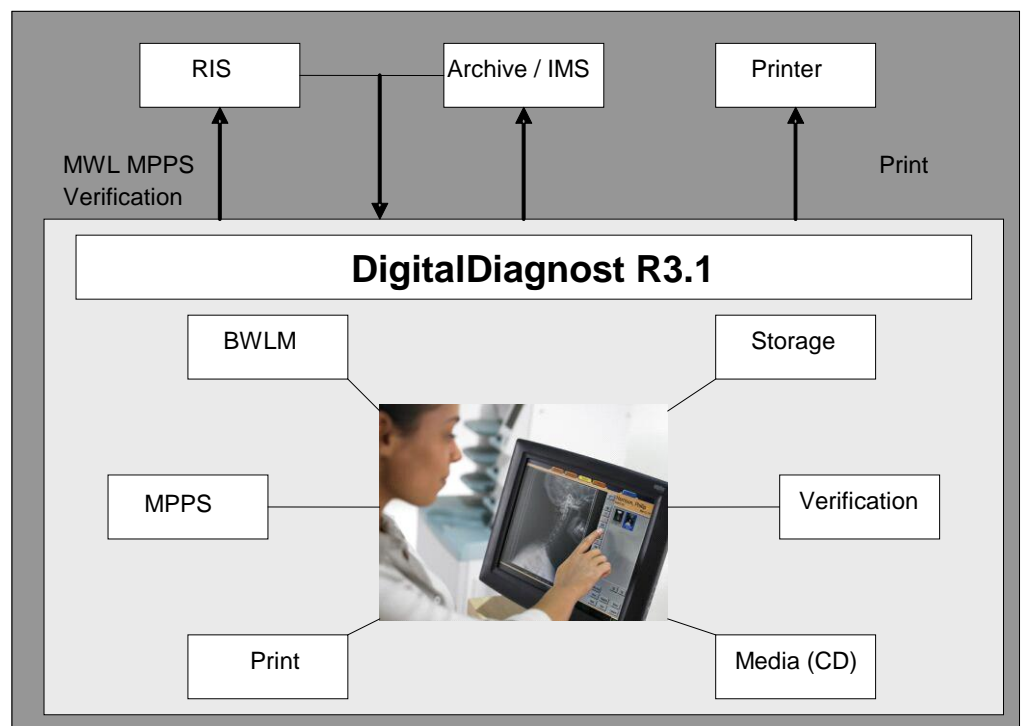 RIS
Archive / IMS
Printer
MWL MPPS
Verification
Print
DigitalDiagnost R3.1
BWLM
Storage
MPPS
Verification
Print
Media (CD)